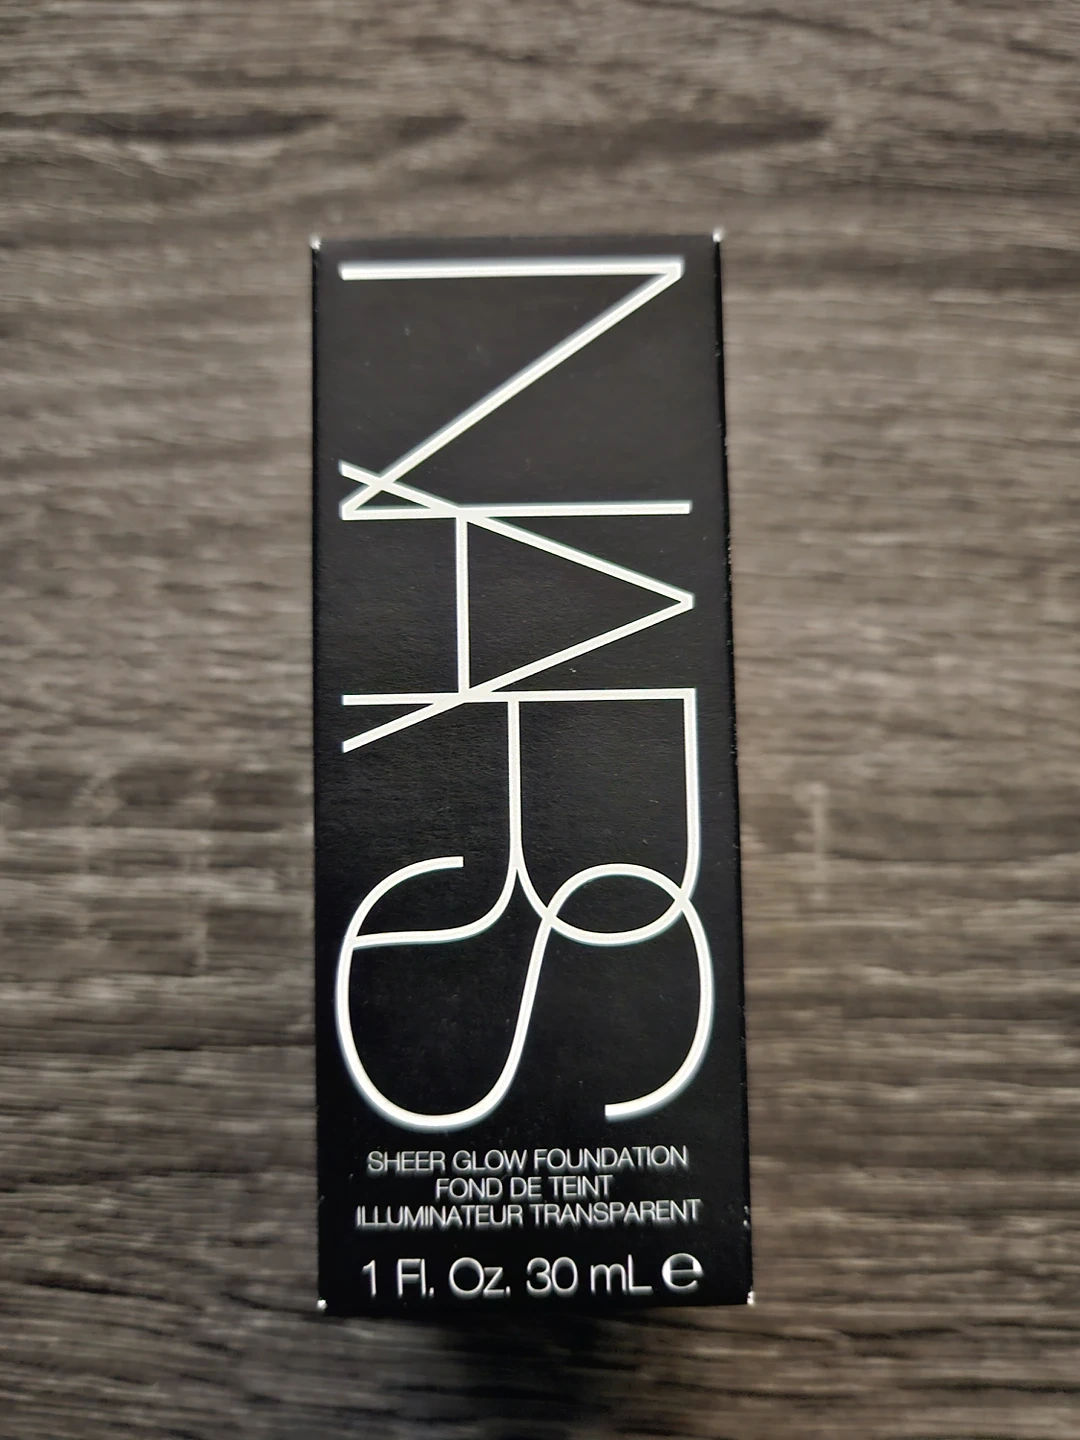 NARS
SHEER GLOW FOUNDATION
FOND DE TEINT
ILLUMINATEUR TRANSPARENT
1 Fl. Oz. 30 mL ℮